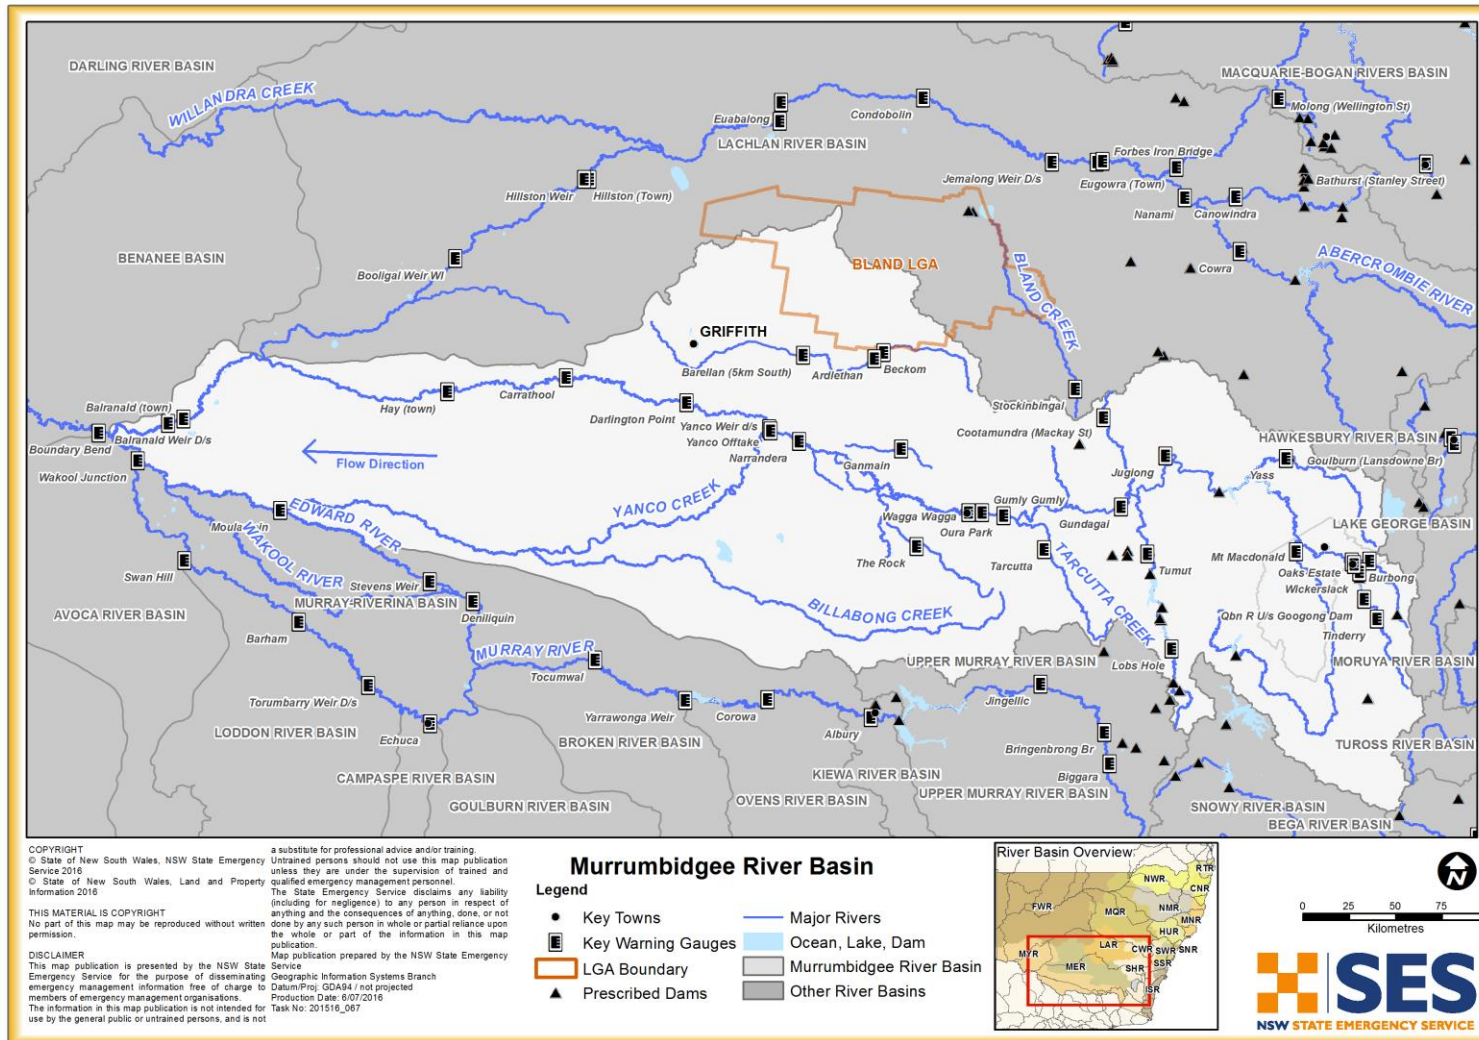 DARLING RIVER BASIN
MACQUARIE-BOGAN RIVERS BASIN
WILLANDRA CREEK
Molong (Wellington St)
Euabalong
Condobolin
LACHLAN RIVER BASIN
Forbes Iron Bridge
Jemalong Weir D/s
Eugowra (Town)
Bathurst (Stanley Street)
Hillston Weir
Hillston (Town)
Nanami
Canowindra
BENANEE BASIN
Booligal Weir WI
BLAND LGA
BLAND CREEK
Cowra
ABERCROMBIE RIVER
GRIFFITH
Barellan (5km South)
Ardlethan
Beckom
Balranald (town)
Hay (town)
Carrathool
Darlington Point
Stockinbingal
Balranald Weir D/s
Yanco Weir d/s
Cootamundra (Mackay St)
Boundary Bend
Yanco Offtake
HAWKESBURY RIVER BASIN
Flow Direction
Narrandera
Ganmain
Jugiong
Yass
Goulburn (Lansdowne Br)
Wakool Junction
YANCO CREEK
Gumly Gumly
EDWARD RIVER
Wagga Wagga
Gundagai
Moulamein
Oura Park
LAKE GEORGE BASIN
WAKOOL RIVER
The Rock
Tarcutta
TARCUTTA CREEK
Tumut
Mt Macdonald
Oaks Estate
Burbong
Swan Hill
Stevens Weir
Wickerslack
AVOCA RIVER BASIN
MURRAY RIVERINA BASIN
BILLABONG CREEK
Qbn R U/s Googong Dam
Deniliquin
Tinderry
Barham
MURRAY RIVER
UPPER MURRAY RIVER BASIN
Lobs Hole
MORUYA RIVER BASIN
Tocumwal
Torumbarry Weir D/s
Yarrawonga Weir
Corowa
Jingellic
LODDON RIVER BASIN
Echuca
BROKEN RIVER BASIN
Albury
Bringenbrong Br
TUROSS RIVER BASIN
CAMPASPE RIVER BASIN
KIEWA RIVER BASIN
Biggara
GOULBURN RIVER BASIN
OVENS RIVER BASIN
UPPER MURRAY RIVER BASIN
SNOWY RIVER BASIN
BEGA RIVER BASIN
COPYRIGHT
© State of New South Wales, NSW State Emergency
Service 2016
© State of New South Wales, Land and Property
Information 2016
THIS MATERIAL IS COPYRIGHT
No part of this map may be reproduced without written
permission.
DISCLAIMER
This map publication is presented by the NSW State
Emergency Service for the purpose of disseminating
emergency management information free of charge to
members of emergency management organisations.
The information in this map publication is not intended for
use by the general public or untrained persons, and is not
a substitute for professional advice and/or training.
Untrained persons should not use this map publication
unless they are under the supervision of trained and
qualified emergency management personnel.
The State Emergency Service disclaims any liability
(including for negligence) to any person in respect of
anything and the consequences of anything, done, or not
done by any such person in whole or partial reliance upon
the whole or part of the information in this map
publication.
Map publication prepared by the NSW State Emergency
Service
Geographic Information Systems Branch
Datum/Proj: GDA94 / not projected
Production Date: 6/07/2016
Task No: 201516_067
Murrumbidgee River Basin
Legend
Key Towns
Key Warning Gauges
LGA Boundary
Prescribed Dams
Major Rivers
Ocean, Lake, Dam
Murrumbidgee River Basin
Other River Basins
River Basin Overview:
RTR
NWR
CNR
FWR
NMR
MQR
MNR
HUR
LAR
CWR
SWR
SNR
MYR
MER
SHR
SSR
ISR
N
0 25 50 75
Kilometres
SES
NSW STATE EMERGENCY SERVICE